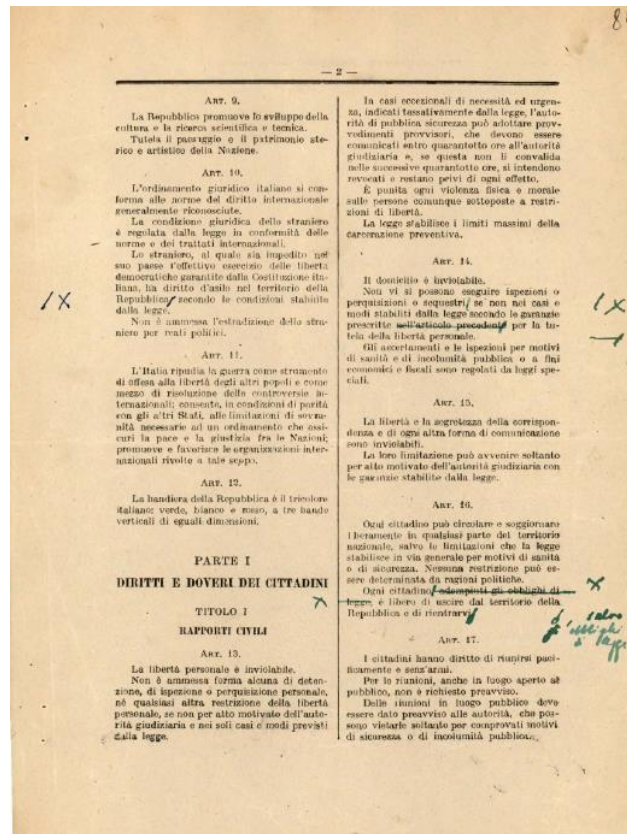 — 2 —
ART. 9.
La Repubblica promuove lo sviluppo della
cultura e la ricerca scientifica e tecnica.
Tutela il paesaggio e il patrimonio sto-
rico e artistico della Nazione.
ART. 10.
L'ordinamento giuridico italiano si con-
forma alle norme del diritto internazionale
generalmente riconosciute.
La condizione giuridica dello straniero
è regolata dalla legge in conformità delle
norme e dei trattati internazionali.
Lo straniero, al quale sia impedito nel
suo paese l'effettivo esercizio delle libertà
democratiche garantite dalla Costituzione ita-
liana, ha diritto d'asilo nel territorio della
Repubblica secondo le condizioni stabilite
dalla legge.
Non è ammessa l'estradizione dello stra-
niero per reati politici.
ART. 11.
L'Italia ripudia la guerra come strumento
di offesa alla libertà degli altri popoli e come
mezzo di risoluzione delle controversie in-
ternazionali; consente, in condizioni di parità
con gli altri Stati, alle limitazioni di sovra-
nità necessarie ad un ordinamento che assi-
curi la pace e la giustizia fra le Nazioni;
promuove e favorisce le organizzazioni inter-
nazionali rivolte a tale scopo.
ART. 12.
La bandiera della Repubblica è il tricolore
italiano: verde, bianco e rosso, a tre bande
verticali di eguali dimensioni.
PARTE I
DIRITTI E DOVERI DEI CITTADINI
TITOLO I
RAPPORTI CIVILI
ART. 13.
La libertà personale è inviolabile.
Non è ammessa forma alcuna di deten-
zione, di ispezione o perquisizione personale,
né qualsiasi altra restrizione della libertà
personale, se non per atto motivato dell'auto-
rità giudiziaria e nei soli casi e modi previsti
dalla legge.
In casi eccezionali di necessità ed urgen-
za, indicati tassativamente dalla legge, l'auto-
rità di pubblica sicurezza può adottare prov-
vedimenti provvisori, che devono essere
comunicati entro quarantotto ore all'autorità
giudiziaria e, se questa non li convalida
nelle successive quarantotto ore, si intendono
revocati e restano privi di ogni effetto.
È punita ogni violenza fisica e morale
sulle persone comunque sottoposte a restri-
zioni di libertà.
La legge stabilisce i limiti massimi della
carcerazione preventiva.
ART. 14.
Il domicilio è inviolabile.
Non vi si possono eseguire ispezioni o
perquisizioni o sequestri se non nei casi e
modi stabiliti dalla legge secondo le garanzie
prescritte nell'articolo precedente per la tu-
tela della libertà personale.
Gli accertamenti e le ispezioni per motivi
di sanità e di incolumità pubblica o a fini
economici e fiscali sono regolati da leggi spe-
ciali.
ART. 15.
La libertà e la segretezza della corrispon-
denza e di ogni altra forma di comunicazione
sono inviolabili.
La loro limitazione può avvenire soltanto
per atto motivato dell'autorità giudiziaria con
le garanzie stabilite dalla legge.
ART. 16.
Ogni cittadino può circolare e soggiornare
liberamente in qualsiasi parte del territorio
nazionale, salvo le limitazioni che la legge
stabilisce in via generale per motivi di sanità
o di sicurezza. Nessuna restrizione può es-
sere determinata da ragioni politiche.
Ogni cittadino adempiuti gli obblighi di
legge, è libero di uscire dal territorio della
Repubblica e di rientrarvi
salvo
gli obblighi
di legge
ART. 17.
I cittadini hanno diritto di riunirsi paci-
ficamente e senz'armi.
Per le riunioni, anche in luogo aperto al
pubblico, non è richiesto preavviso.
Delle riunioni in luogo pubblico deve
essere dato preavviso alle autorità, che pos-
sono vietarle soltanto per comprovati motivi
di sicurezza o di incolumità pubblica.